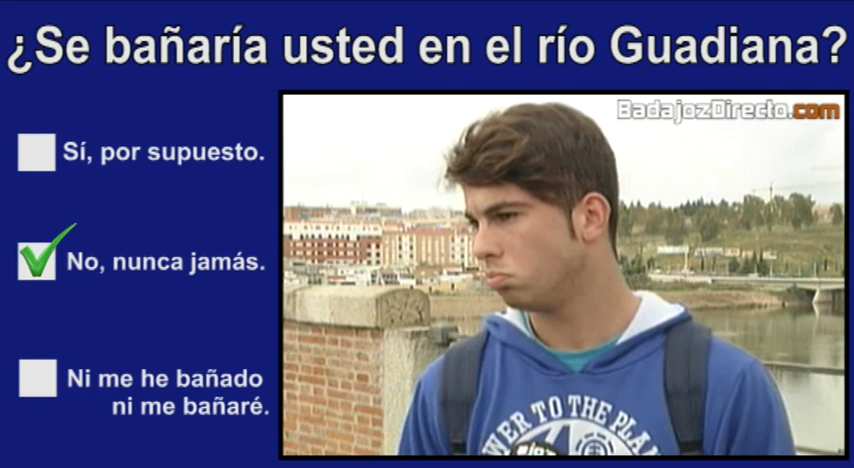 ¿Se bañaría usted en el río Guadiana?
BadajozDirecto.com
Sí, por supuesto.
No, nunca jamás.
Ni me he bañado
ni me bañaré.
WER TO THE PLAN